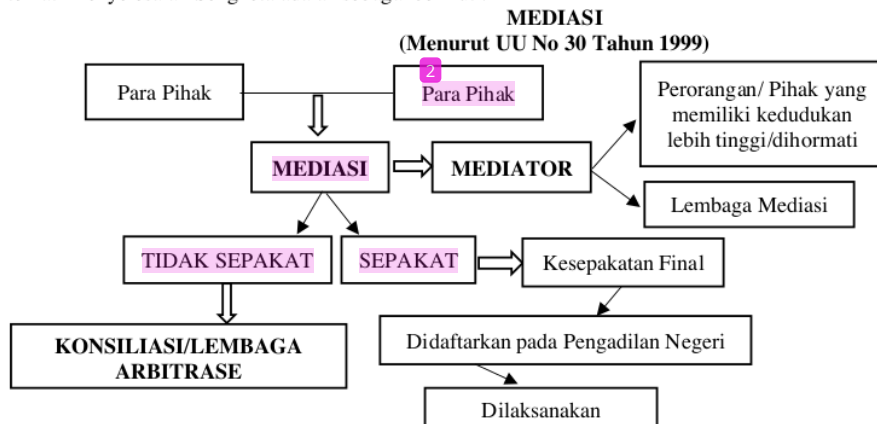 MEDIASI
(Menurut UU No 30 Tahun 1999)
Para Pihak
2
Para Pihak
Perorangan/ Pihak yang
memiliki kedudukan
lebih tinggi/dihormati
MEDIASI
MEDIATOR
Lembaga Mediasi
TIDAK SEPAKAT
SEPAKAT
Kesepakatan Final
KONSILIASI/LEMBAGA
ARBITRASE
Didaftarkan pada Pengadilan Negeri
Dilaksanakan